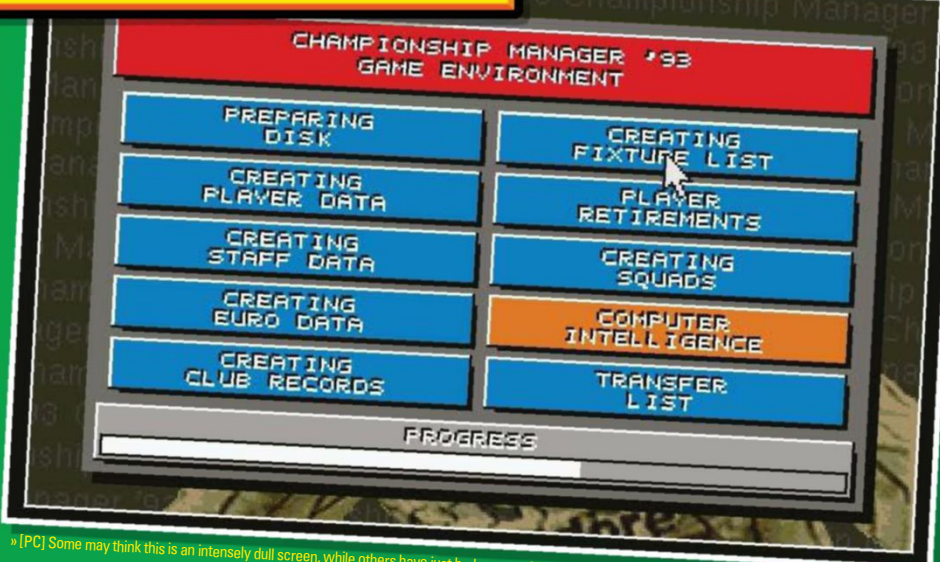 CHAMPIONSHIP MANAGER '93
GAME ENVIRONMENT
PREPARING
DISK
CREATING
PLAYER DATA
CREATING
STAFF DATA
CREATING
EURO DATA
CREATING
CLUB RECORDS
CREATING
FIXTURE LIST
PLAYER
RETIREMENTS
CREATING
SQUADS
COMPUTER
INTELLIGENCE
TRANSFER
LIST
PROGRESS
» [PC] Some may think this is an intensely dull screen, while others have just